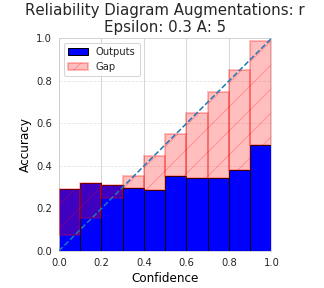 Reliability Diagram Augmentations: r
Epsilon: 0.3 A: 5
1.0
0.8
0.6
0.4
0.2
0.0
Accuracy
Outputs
Gap
0.0 0.2 0.4 0.6 0.8 1.0
Confidence